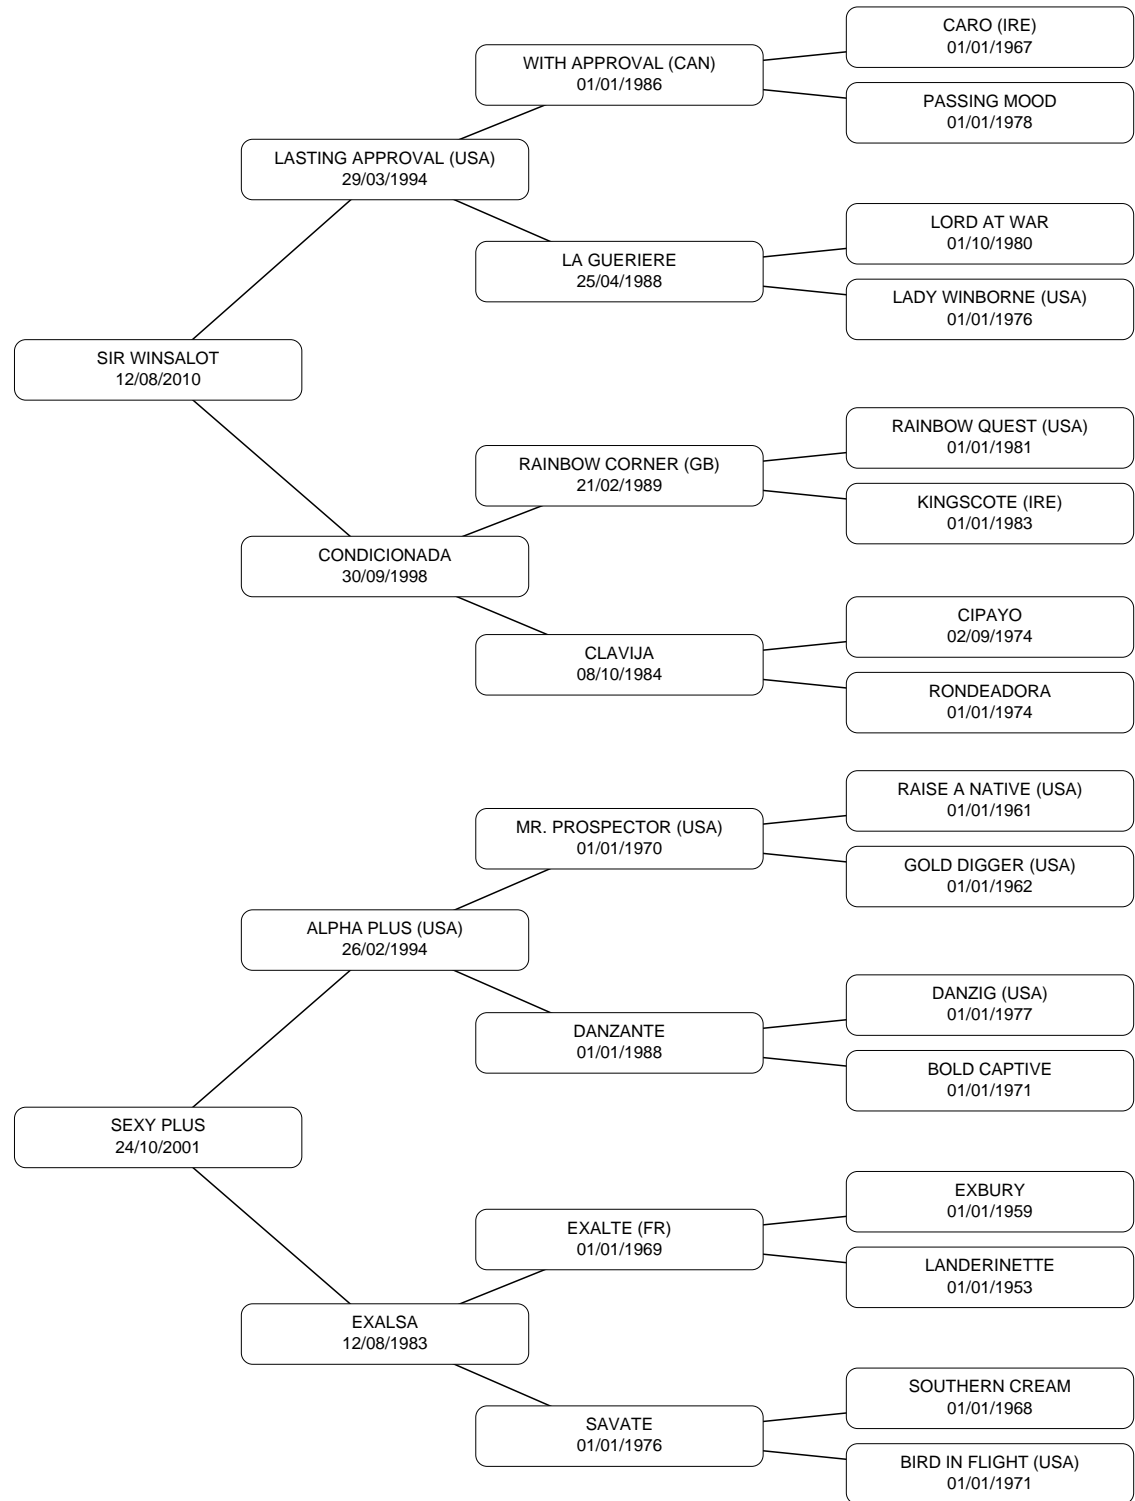 CARO (IRE)
01/01/1967
WITH APPROVAL (CAN)
01/01/1986
PASSING MOOD
01/01/1978
LASTING APPROVAL (USA)
29/03/1994
LORD AT WAR
01/10/1980
LA GUERIERE
25/04/1988
LADY WINBORNE (USA)
01/01/1976
SIR WINSALOT
12/08/2010
RAINBOW QUEST (USA)
01/01/1981
RAINBOW CORNER (GB)
21/02/1989
KINGSCOTE (IRE)
01/01/1983
CONDICIONADA
30/09/1998
CIPAYO
02/09/1974
CLAVIJA
08/10/1984
RONDEADORA
01/01/1974
RAISE A NATIVE (USA)
01/01/1961
MR. PROSPECTOR (USA)
01/01/1970
GOLD DIGGER (USA)
01/01/1962
ALPHA PLUS (USA)
26/02/1994
DANZIG (USA)
01/01/1977
DANZANTE
01/01/1988
BOLD CAPTIVE
01/01/1971
SEXY PLUS
24/10/2001
EXBURY
01/01/1959
EXALTE (FR)
01/01/1969
LANDERINETTE
01/01/1953
EXALSA
12/08/1983
SOUTHERN CREAM
01/01/1968
SAVATE
01/01/1976
BIRD IN FLIGHT (USA)
01/01/1971